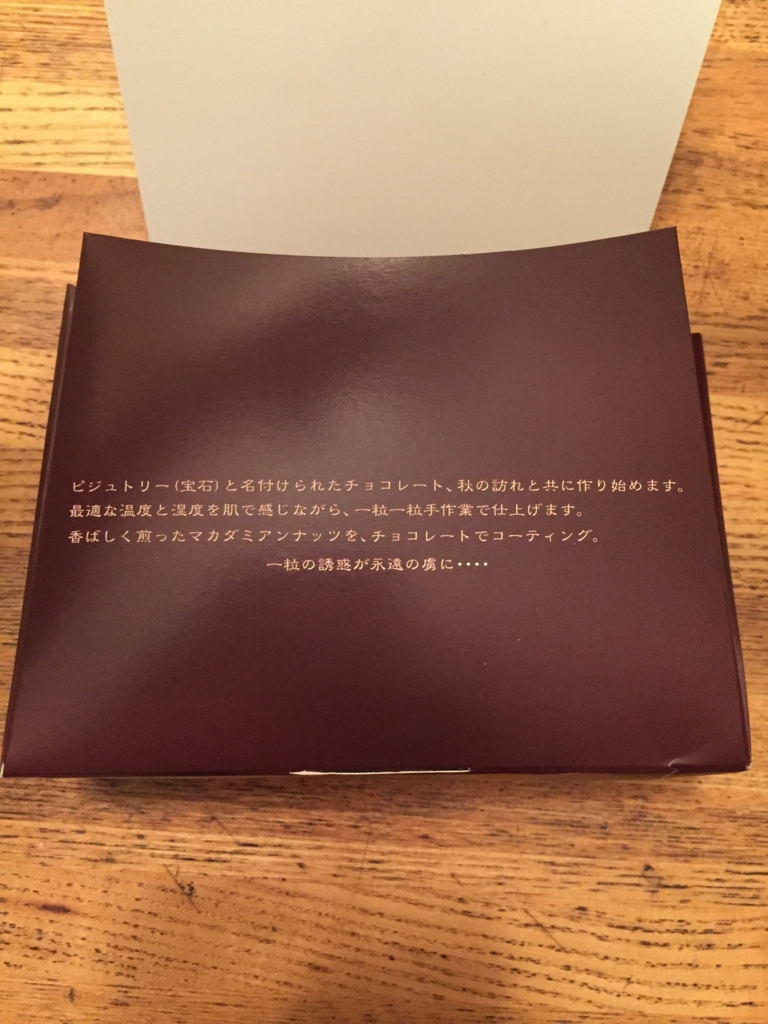 ビジュトリー(宝石)と名付けられたチョコレート、秋の訪れと共に作り始めます。
最適な温度と湿度を肌で感じながら、一粒一粒手作業で仕上げます。
香ばしく煎ったマカダミアンナッツを、チョコレートでコーティング。
一粒の誘惑が永遠の虜に････